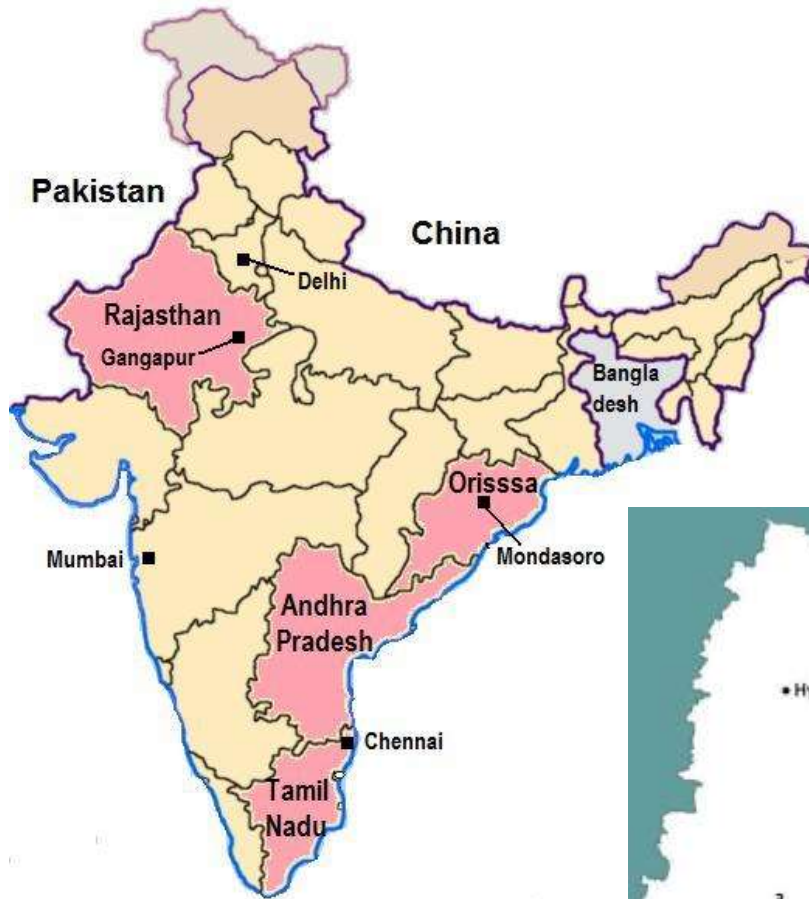 Pakistan
China
Delhi
Rajasthan
Gangapur
Bangla
desh
Orisssa
Mumbai
Mondasoro
Andhra
Pradesh
Chennai
Tamil
Nadu